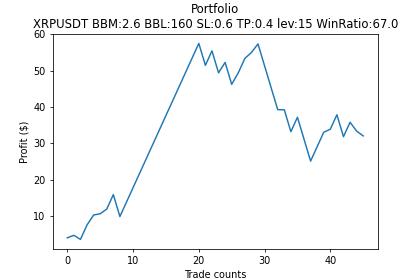 Portfolio
XRPUSDT BBM:2.6 BBL:160 SL:0.6 TP:0.4 lev:15 WinRatio:67.0
60
50
40
30
20
10
Profit ($)
0 10 20 30 40
Trade counts